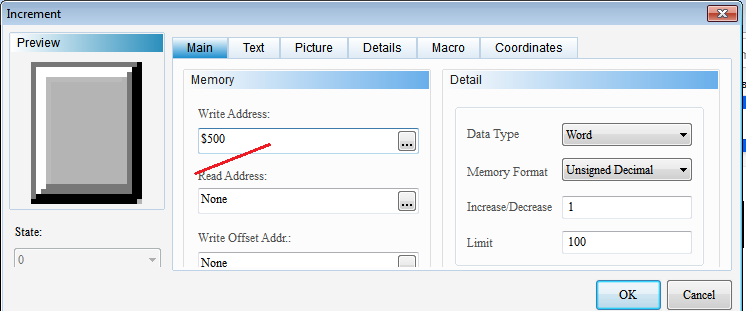 Increment
Preview
Main Text Picture Details Macro Coordinates
Memory
Detail
Write Address:
$500 ...
Read Address:
None ...
Write Offset Addr.:
None
Data Type Word
Memory Format Unsigned Decimal
Increase/Decrease 1
Limit 100
State:
0
OK Cancel